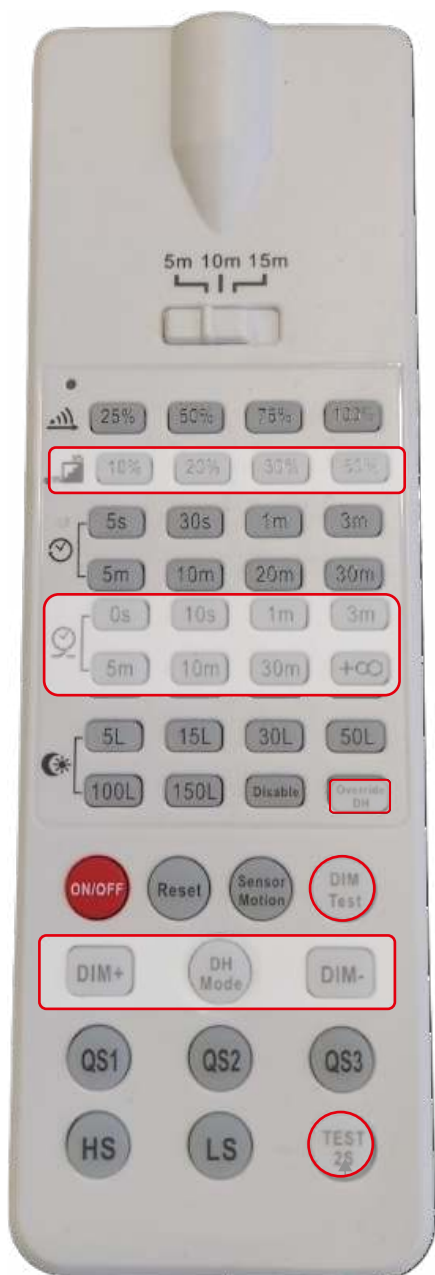 5m 10m 15m
25% 50% 75% 100%
10% 20% 30% 50%
5s 30s 1m 3m
5m 10m 20m 30m
0s 10s 1m 3m
5m 10m 30m +∞
5L 15L 30L 50L
100L 150L Disable Override DH
ON/OFF Reset Sensor Motion DIM Test
DIM+ DH Mode DIM-
QS1 QS2 QS3
HS LS TEST 2S